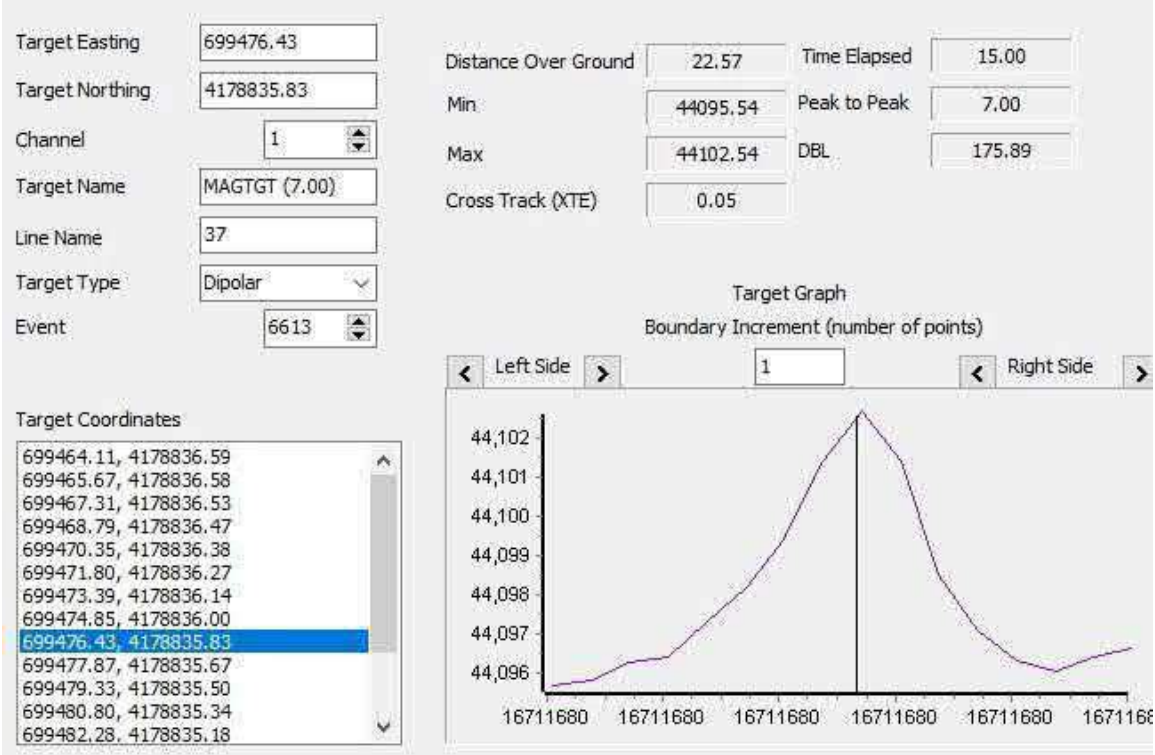 Target Easting 699476.43
Target Northing 4178835.83
Channel 1
Target Name MAGTGT (7.00)
Line Name 37
Target Type Dipolar
Event 6613
Distance Over Ground 22.57 Time Elapsed 15.00
Min 44095.54 Peak to Peak 7.00
Max 44102.54 DBL 175.89
Cross Track (XTE) 0.05
Target Coordinates
699464.11, 4178836.59
699465.67, 4178836.58
699467.31, 4178836.53
699468.79, 4178836.47
699470.35, 4178836.38
699471.80, 4178836.27
699473.39, 4178836.14
699474.85, 4178836.00
699476.43, 4178835.83
699477.87, 4178835.67
699479.33, 4178835.50
699480.80, 4178835.34
699482.28, 4178835.18
Target Graph
Boundary Increment (number of points)
< Left Side > 1 < Right Side >
44,102
44,101
44,100
44,099
44,098
44,097
44,096
16711680 16711680 16711680 16711680 16711680